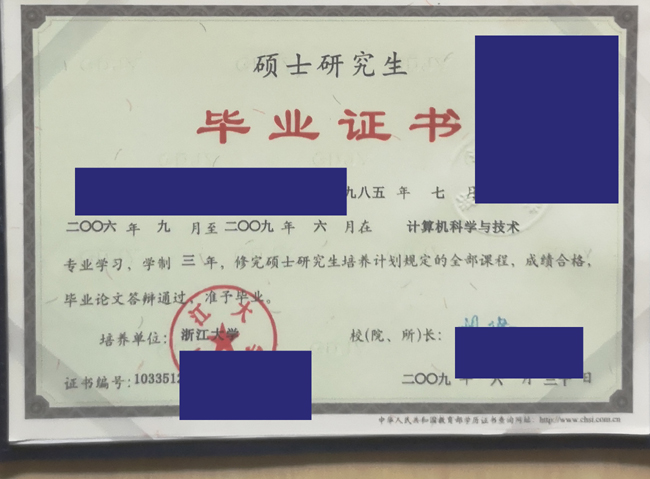 硕士研究生
毕业证书
九八五 年 七 月
二〇〇六 年 九 月至 二〇〇九 年 六 月在 计算机科学与技术
专业学习, 学制 三 年, 修完硕士研究生培养计划规定的全部课程, 成绩合格,
毕业论文答辩通过, 准予毕业。
培养单位: 浙江大学
校(院、所)长:
证书编号: 1033512
二〇〇九 年 六 月 三十 日
中华人民共和国教育部学历证书查询网址: http://www.chsi.com.cn